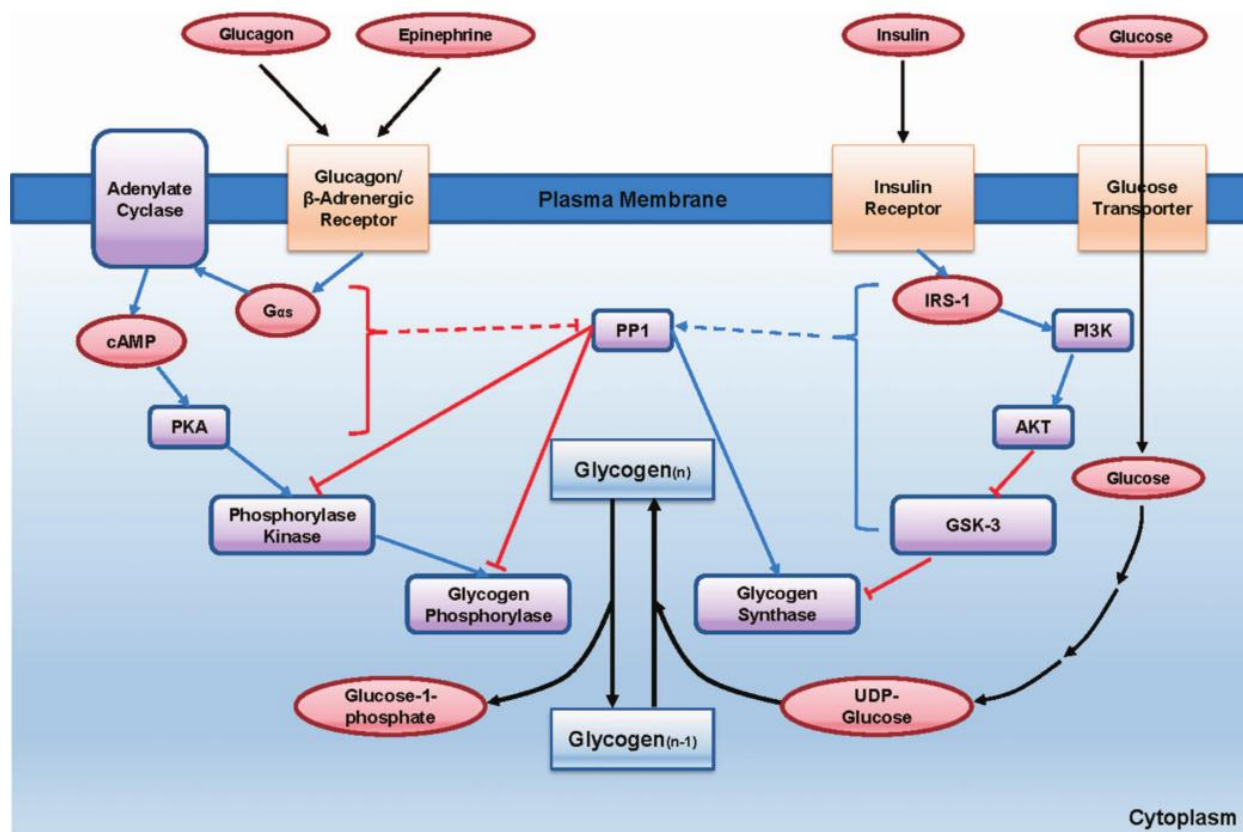 Glucagon
Epinephrine
Insulin
Glucose
Adenylate
Cyclase
Glucagon/
β-Adrenergic
Receptor
Plasma Membrane
Insulin
Receptor
Glucose
Transporter
Gαs
IRS-1
cAMP
PP1
PI3K
PKA
AKT
Glycogen(n)
Glucose
Phosphorylase
Kinase
GSK-3
Glycogen
Phosphorylase
Glycogen
Synthase
Glucose-1-
phosphate
UDP-
Glucose
Glycogen(n-1)
Cytoplasm